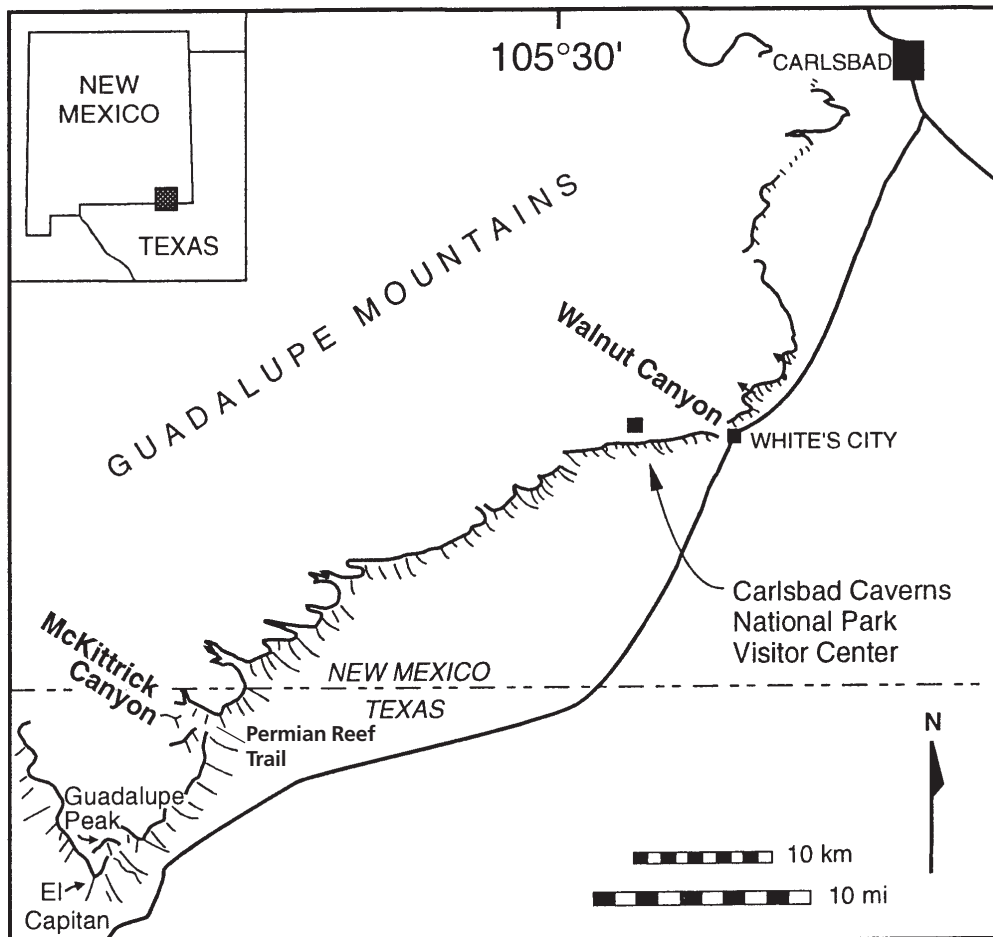 105°30'
CARLSBAD
NEW
MEXICO
TEXAS
GUADALUPE MOUNTAINS
Walnut Canyon
WHITE'S CITY
Carlsbad Caverns
National Park
Visitor Center
McKittrick
Canyon
NEW MEXICO
TEXAS
Permian Reef
Trail
N
Guadalupe
Peak
El
Capitan
10 km
10 mi